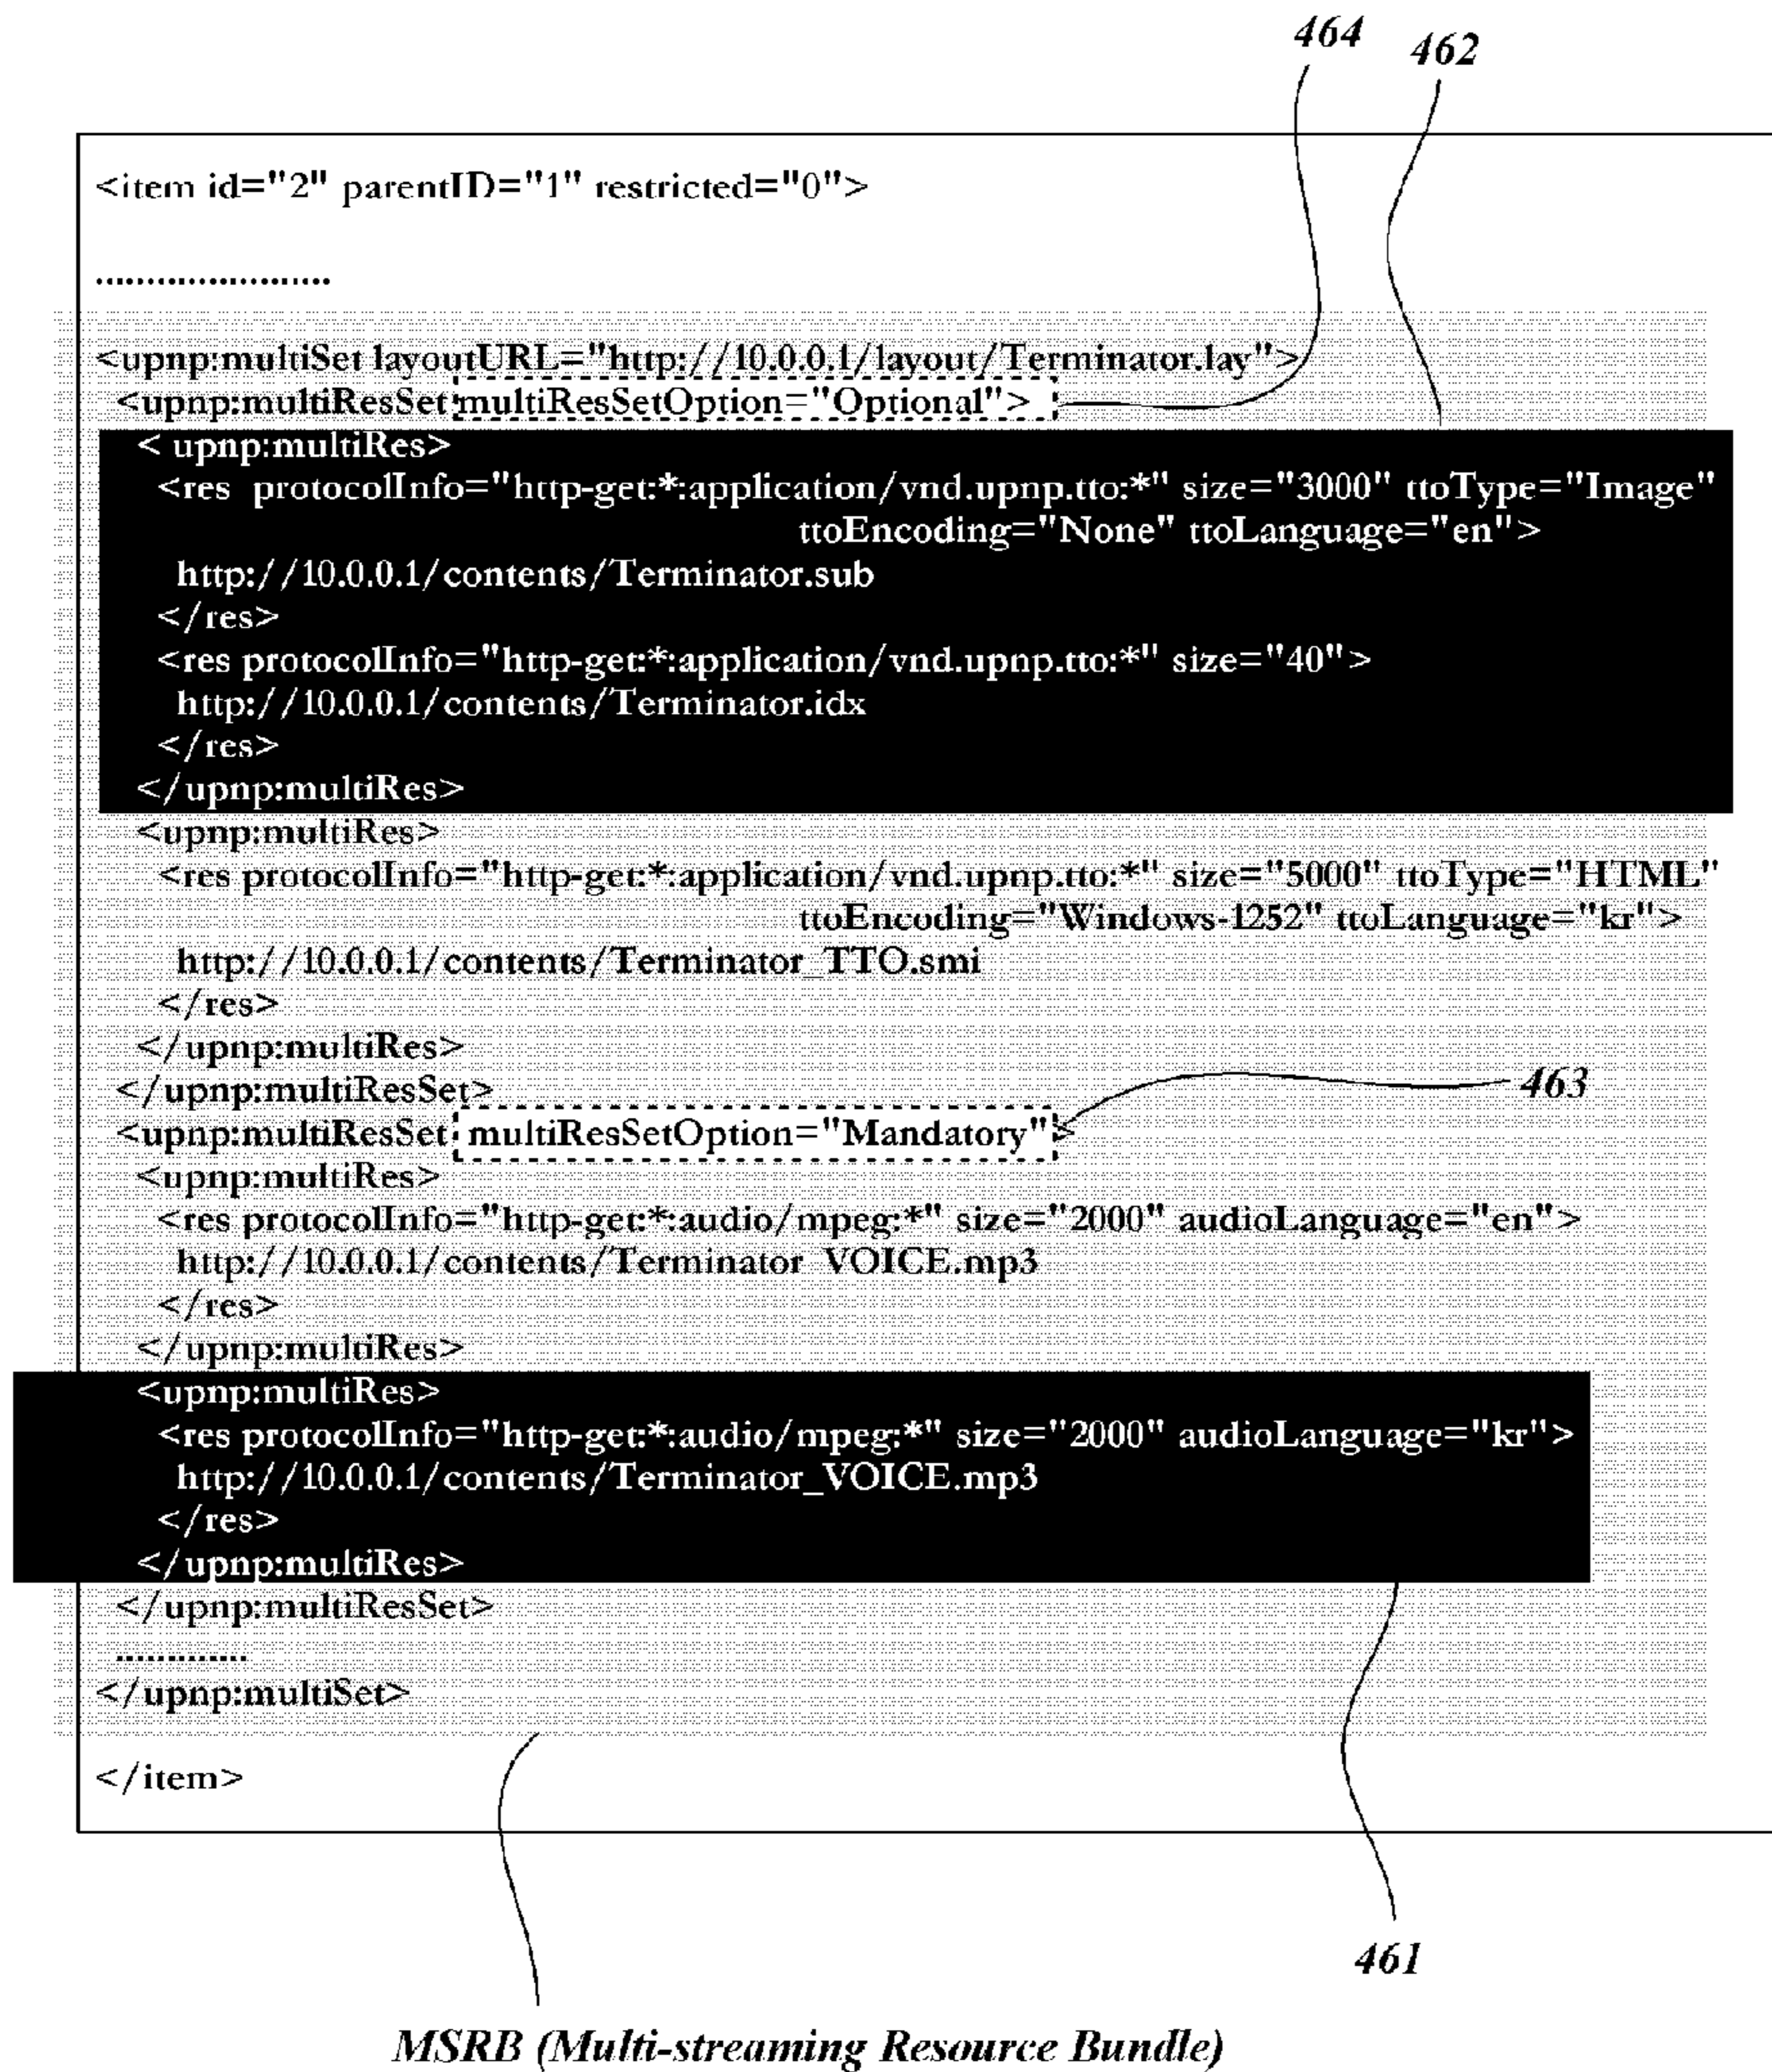 464 462
<item id="2" parentID="1" restricted="0">
.......................
<upnp:multiSet layoutURL="http://10.0.0.1/layout/Terminator.lay">
<upnp:multiResSet multiResSetOption="Optional">
< upnp:multiRes>
<res protocolInfo="http-get:*:application/vnd.upnp.tto:*" size="3000" ttoType="Image"
ttoEncoding="None" ttoLanguage="en">
http://10.0.0.1/contents/Terminator.sub
</res>
<res protocolInfo="http-get:*:application/vnd.upnp.tto:*" size="40">
http://10.0.0.1/contents/Terminator.idx
</res>
</upnp:multiRes>
<upnp:multiRes>
<res protocolInfo="http-get:*:application/vnd.upnp.tto:*" size="5000" ttoType="HTML"
ttoEncoding="Windows-1252" ttoLanguage="kr">
http://10.0.0.1/contents/Terminator_TTO.smi
</res>
</upnp:multiRes>
</upnp:multiResSet>
463
<upnp:multiResSet multiResSetOption="Mandatory">
<upnp:multiRes>
<res protocolInfo="http-get:*:audio/mpeg:*" size="2000" audioLanguage="en">
http://10.0.0.1/contents/Terminator_VOICE.mp3
</res>
</upnp:multiRes>
<upnp:multiRes>
<res protocolInfo="http-get:*:audio/mpeg:*" size="2000" audioLanguage="kr">
http://10.0.0.1/contents/Terminator_VOICE.mp3
</res>
</upnp:multiRes>
</upnp:multiResSet>
.............
</upnp:multiSet>
</item>
461
MSRB (Multi-streaming Resource Bundle)